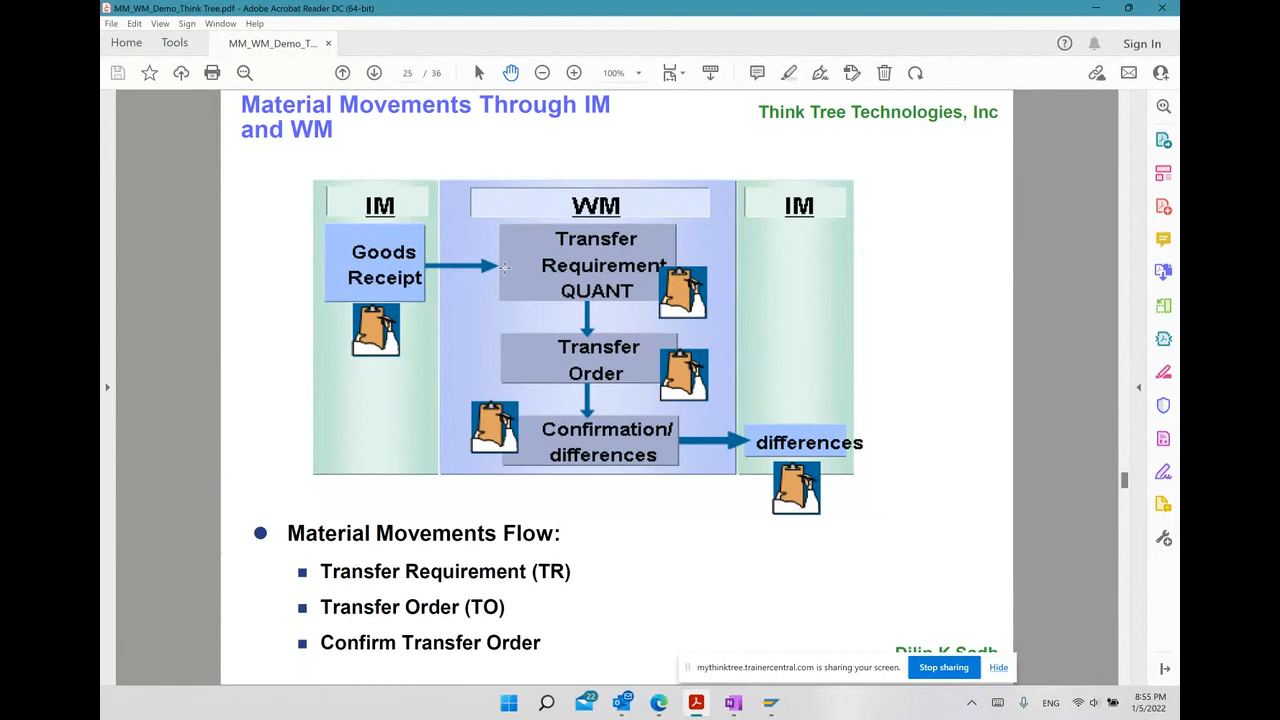 MM_WM_Demo_Think Tree.pdf - Adobe Acrobat Reader DC (64-bit)
File Edit View Sign Window Help
Home Tools MM_WM_Demo_T... × Sign In
25 / 36 100%
Material Movements Through IM
and WM
Think Tree Technologies, Inc
IM WM IM
Goods
Receipt
Transfer
Requirement
QUANT
Transfer
Order
Confirmation/
differences
differences
Material Movements Flow:
Transfer Requirement (TR)
Transfer Order (TO)
Confirm Transfer Order
Dilip K Sadh
mythinktree.trainercentral.com is sharing your screen. Stop sharing Hide
22
ENG
8:55 PM
1/5/2022